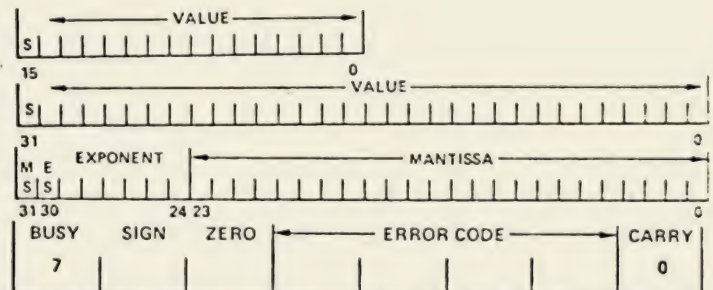 VALUE
S
15 0
VALUE
S
31 0
M E EXPONENT MANTISSA
S S
31 30 24 23 0
BUSY SIGN ZERO ERROR CODE CARRY
7 0